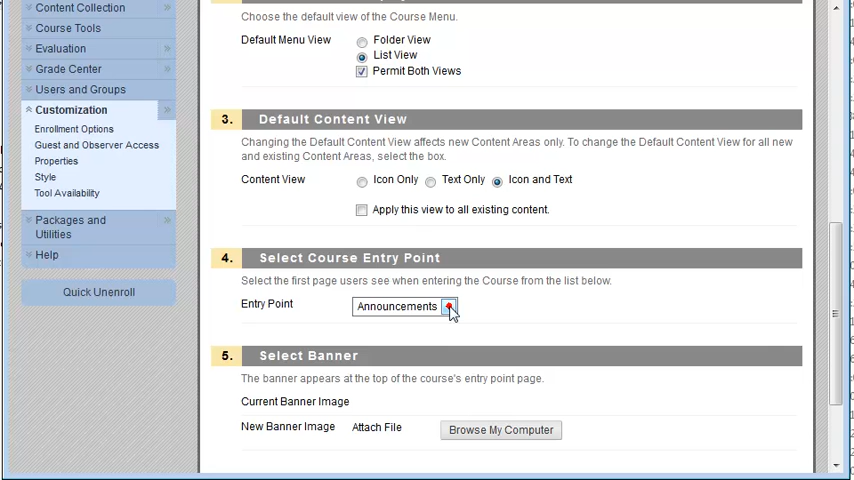 Content Collection
Course Tools
Evaluation
Grade Center
Users and Groups
Customization
Enrollment Options
Guest and Observer Access
Properties
Style
Tool Availability
Packages and
Utilities
Help
Quick Unenroll
Choose the default view of the Course Menu.
Default Menu View
Folder View
List View
Permit Both Views
3. Default Content View
Changing the Default Content View affects new Content Areas only. To change the Default Content View for all new
and existing Content Areas, select the box.
Content View Icon Only Text Only Icon and Text
Apply this view to all existing content.
4. Select Course Entry Point
Select the first page users see when entering the Course from the list below.
Entry Point Announcements
5. Select Banner
The banner appears at the top of the course's entry point page.
Current Banner Image
New Banner Image Attach File Browse My Computer